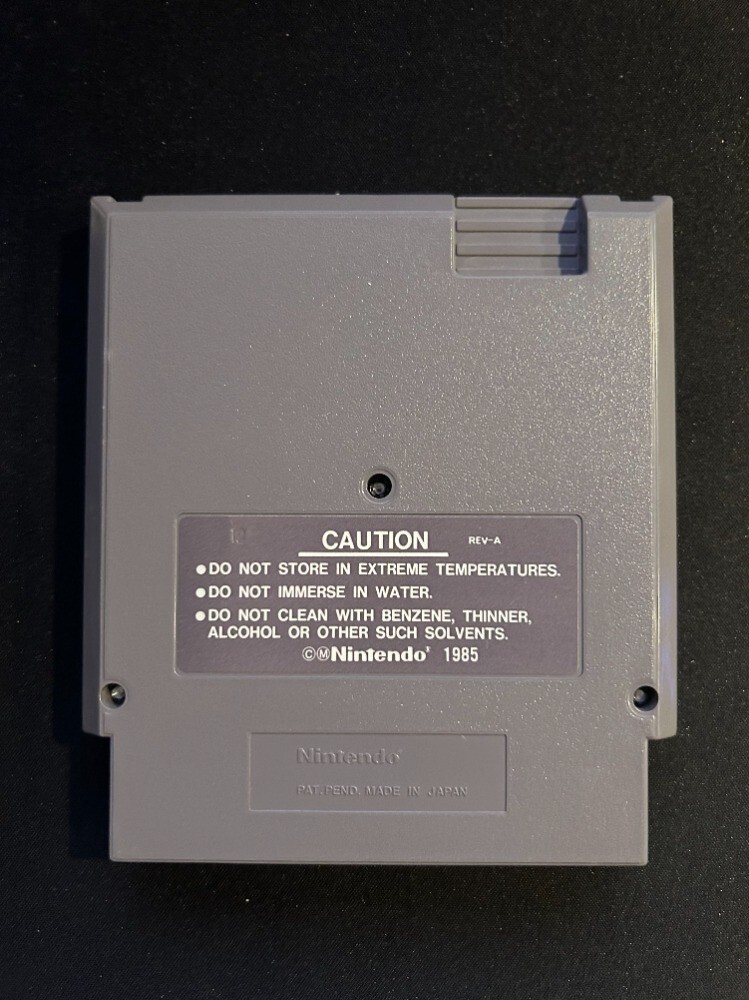 CAUTION REV-A
●DO NOT STORE IN EXTREME TEMPERATURES.
●DO NOT IMMERSE IN WATER.
●DO NOT CLEAN WITH BENZENE, THINNER,
ALCOHOL OR OTHER SUCH SOLVENTS.
©ⓂNintendo 1985
Nintendo
PAT.PEND. MADE IN JAPAN